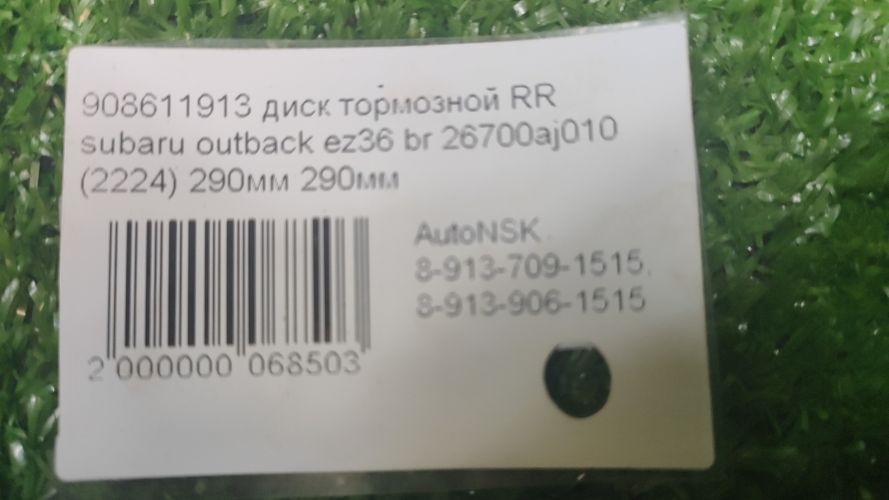 908611913 диск тормозной RR
subaru outback ez36 br 26700aj010
(2224) 290мм 290мм
AutoNSK
8-913-709-1515,
8-913-906-1515
2 000000 068503